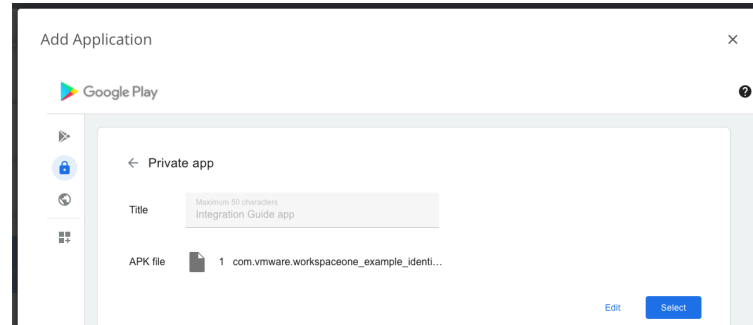 Add Application
Google Play
Private app
Title
Maximum 50 characters
Integration Guide app
APK file 1 com.vmware.workspaceone_example_identi...
Edit Select